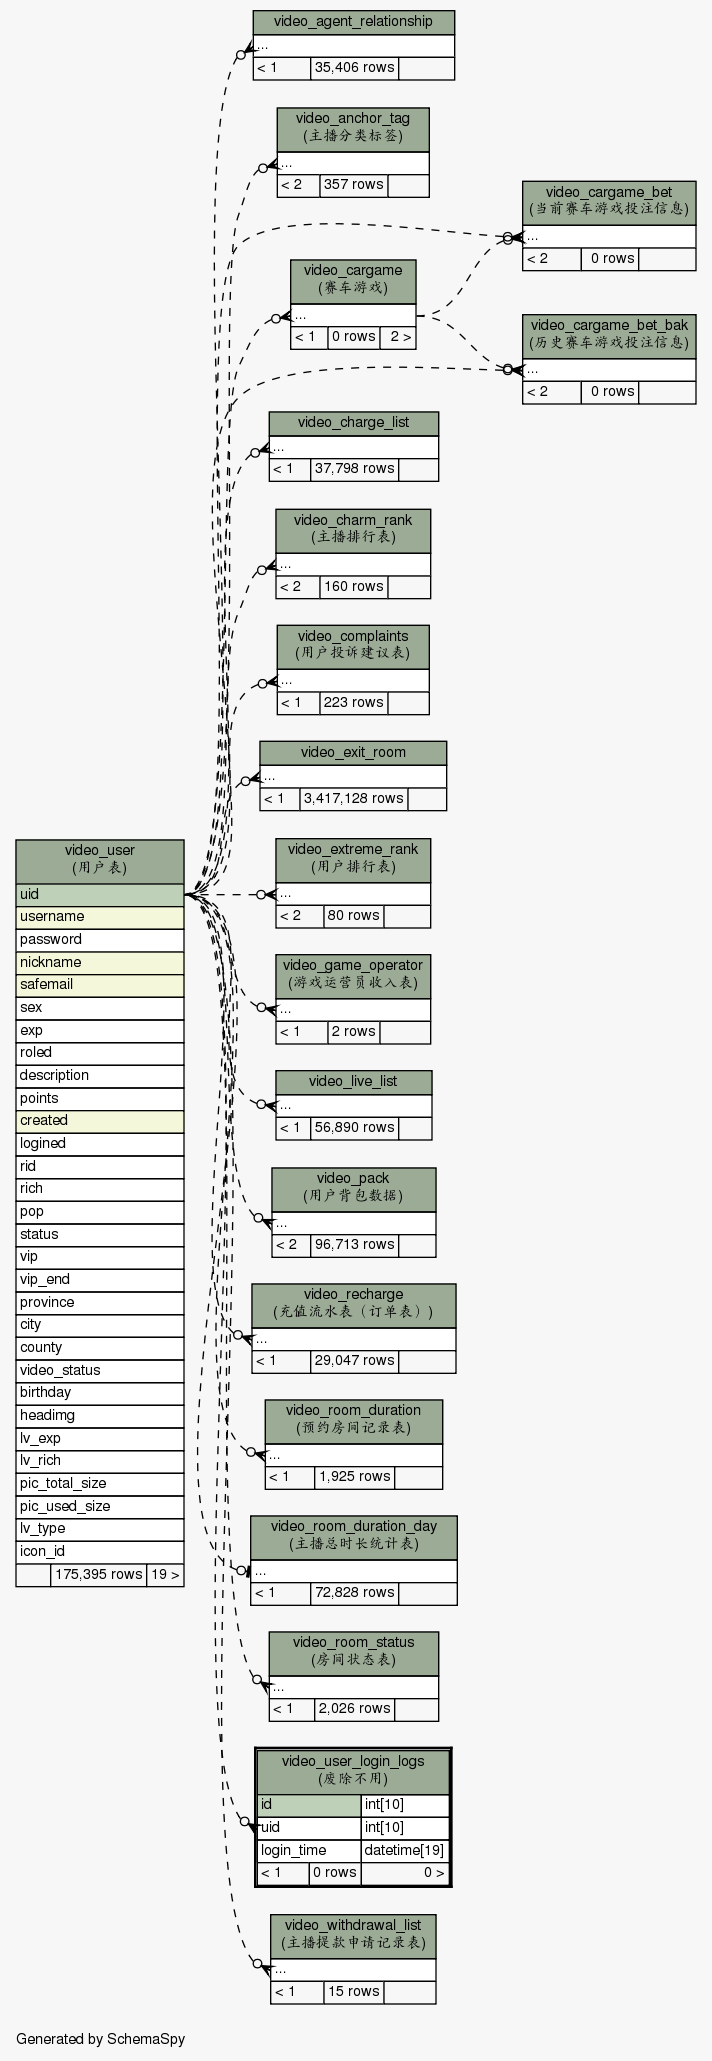 video_agent_relationship
...
< 1 35,406 rows
video_anchor_tag
(主播分类标签)
...
< 2 357 rows
video_cargame_bet
(当前赛车游戏投注信息)
...
< 2 0 rows
video_cargame
(赛车游戏)
...
< 1 0 rows 2 >
video_cargame_bet_bak
(历史赛车游戏投注信息)
...
< 2 0 rows
video_charge_list
...
< 1 37,798 rows
video_charm_rank
(主播排行表)
...
< 2 160 rows
video_complaints
(用户投诉建议表)
...
< 1 223 rows
video_exit_room
...
< 1 3,417,128 rows
video_user
(用户表)
uid
username
password
nickname
safemail
sex
exp
roled
description
points
created
logined
rid
rich
pop
status
vip
vip_end
province
city
county
video_status
birthday
headimg
lv_exp
lv_rich
pic_total_size
pic_used_size
lv_type
icon_id
175,395 rows 19 >
video_extreme_rank
(用户排行表)
...
< 2 80 rows
video_game_operator
(游戏运营员收入表)
...
< 1 2 rows
video_live_list
...
< 1 56,890 rows
video_pack
(用户背包数据)
...
< 2 96,713 rows
video_recharge
(充值流水表（订单表）)
...
< 1 29,047 rows
video_room_duration
(预约房间记录表)
...
< 1 1,925 rows
video_room_duration_day
(主播总时长统计表)
...
< 1 72,828 rows
video_room_status
(房间状态表)
...
< 1 2,026 rows
video_user_login_logs
(废除不用)
id int[10]
uid int[10]
login_time datetime[19]
< 1 0 rows 0 >
video_withdrawal_list
(主播提款申请记录表)
...
< 1 15 rows
Generated by SchemaSpy